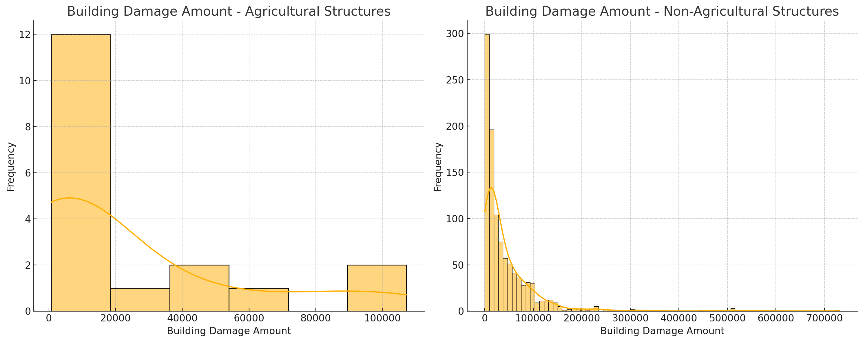 Building Damage Amount - Agricultural Structures
12
10
8
6
4
2
0
Frequency
0 20000 40000 60000 80000 100000
Building Damage Amount
Building Damage Amount - Non-Agricultural Structures
300
250
200
150
100
50
0
Frequency
0 100000 200000 300000 400000 500000 600000 700000
Building Damage Amount